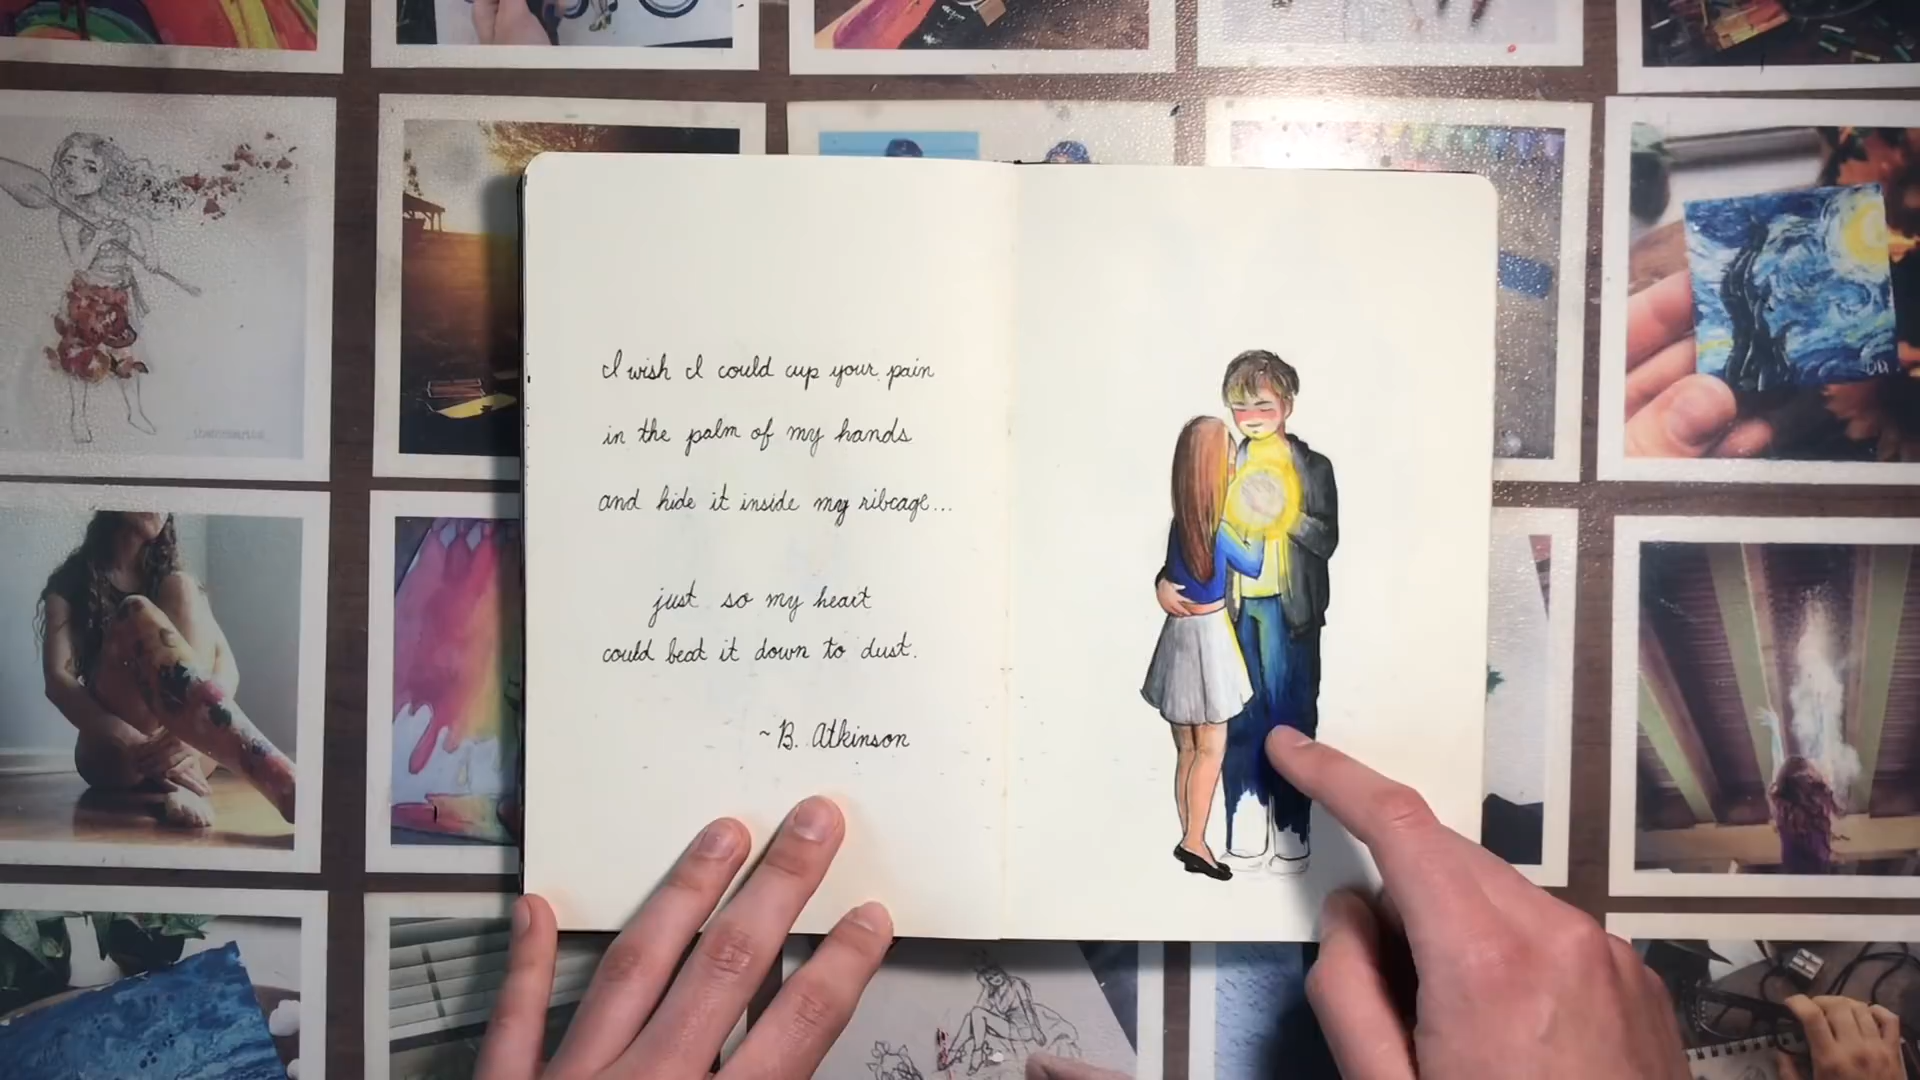 I wish I could cup your pain
in the palm of my hands
and hide it inside my ribcage...
just so my heart
could beat it down to dust.
~B. Atkinson